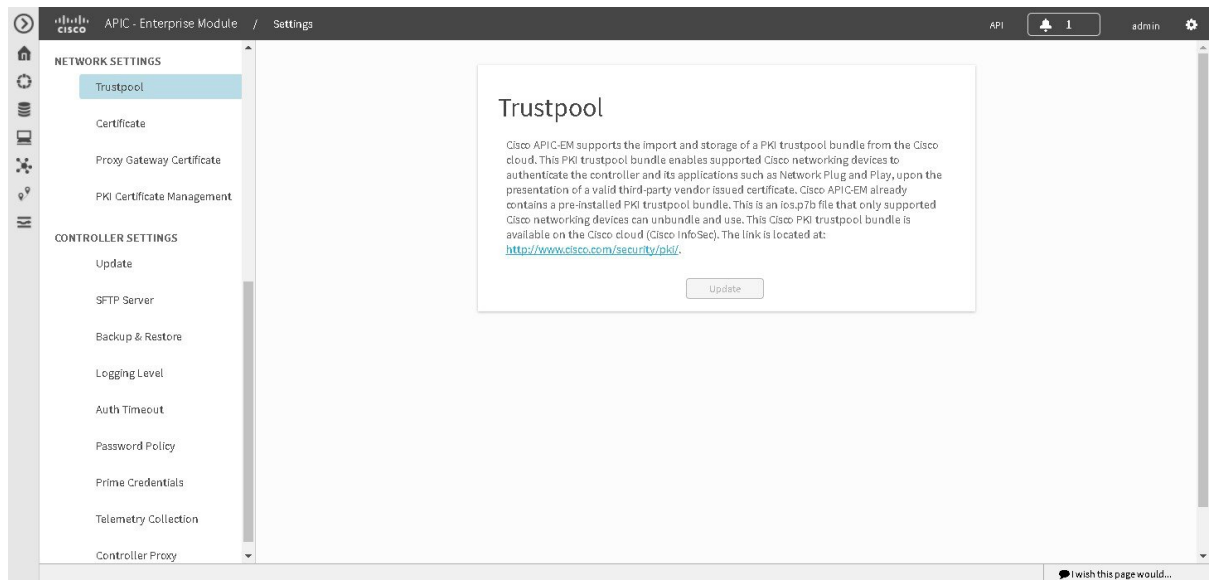 CISCO APIC - Enterprise Module / Settings
API 1 admin
NETWORK SETTINGS
Trustpool
Certificate
Proxy Gateway Certificate
PKI Certificate Management
CONTROLLER SETTINGS
Update
SFTP Server
Backup & Restore
Logging Level
Auth Timeout
Password Policy
Prime Credentials
Telemetry Collection
Controller Proxy
Trustpool
Cisco APIC-EM supports the import and storage of a PKI trustpool bundle from the Cisco
cloud. This PKI trustpool bundle enables supported Cisco networking devices to
authenticate the controller and its applications such as Network Plug and Play, upon the
presentation of a valid third-party vendor issued certificate. Cisco APIC-EM already
contains a pre-installed PKI trustpool bundle. This is an ios.p7b file that only supported
Cisco networking devices can unbundle and use. This Cisco PKI trustpool bundle is
available on the Cisco cloud (Cisco InfoSec). The link is located at:
http://www.cisco.com/security/pki/.
Update
I wish this page would...